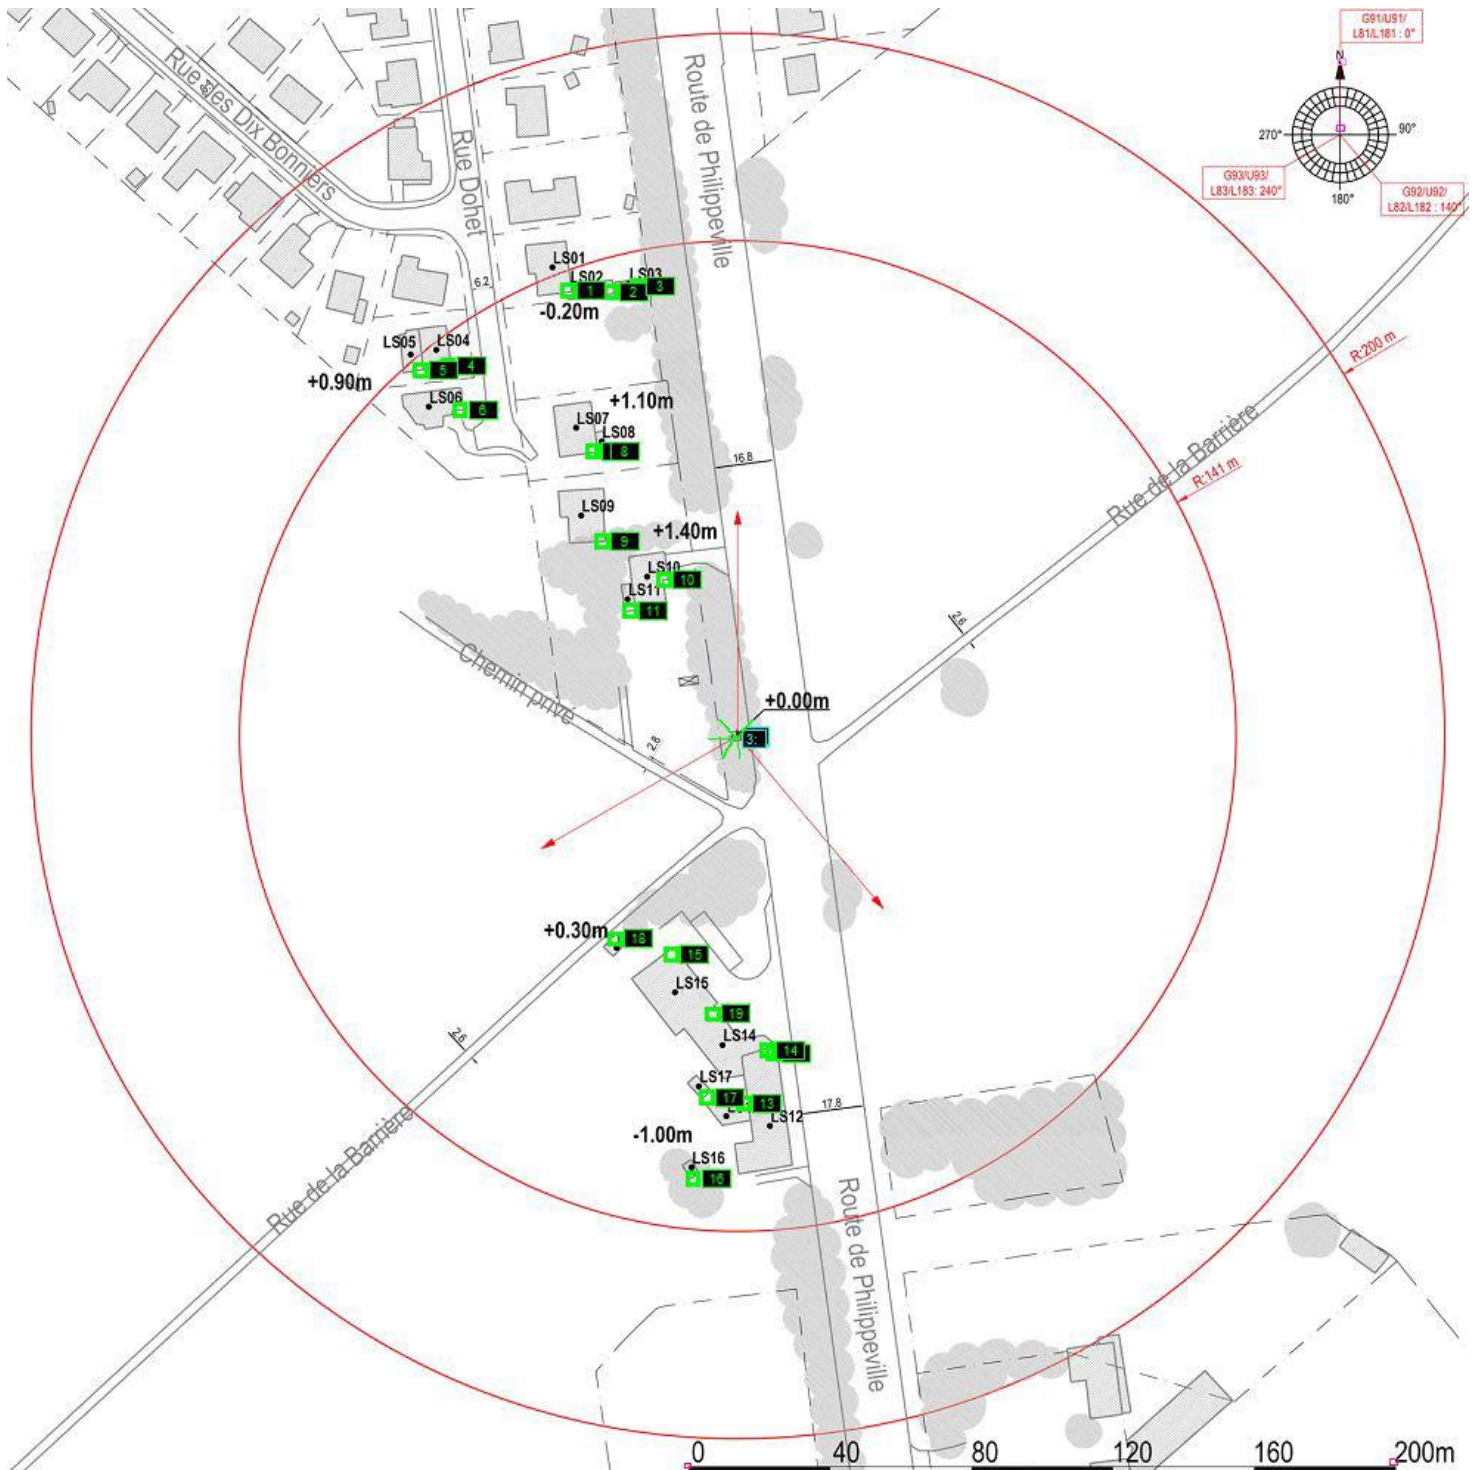 G91/U91/
L81/L181 : 0°
N
270°
90°
G93/U93/
L83/L183: 240°
180°
G92/U92/
L82/L182 : 140°
Rue des Dix Bonniers
Rue Dohet
Route de Philippeville
6.2
LS01
LS02
LS03
1
2
3
-0.20m
LS05
LS04
5
4
+0.90m
LS06
6
+1.10m
LS07
LS08
8
16.8
R:200 m
R:141 m
Rue de la Barrière
LS09
9
+1.40m
LS10
10
LS11
11
2.6
Chemin privé
2.8
+0.00m
3:
+0.30m
18
15
LS15
19
LS14
14
2.6
LS17
17
13
LS12
17.8
-1.00m
LS16
16
Rue de la Barrière
Route de Philippeville
0
40
80
120
160
200m